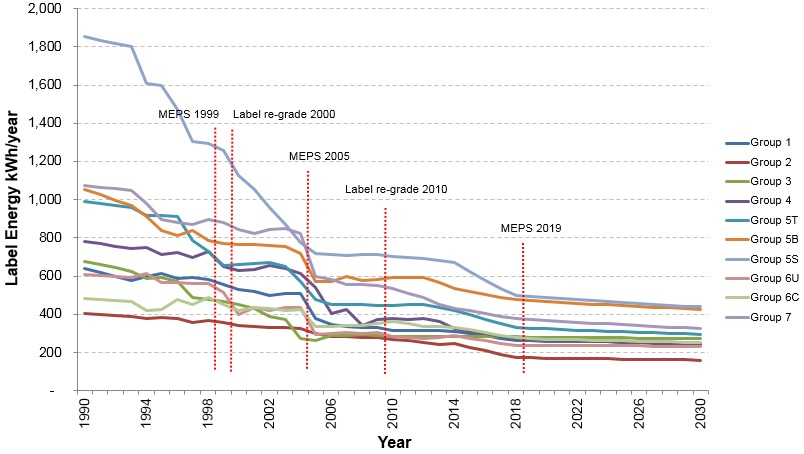 2,000
1,800
1,600
1,400
1,200
1,000
800
600
400
200
-
Label Energy kWh/year
MEPS 1999
Label re-grade 2000
MEPS 2005
Label re-grade 2010
MEPS 2019
1990
1994
1998
2002
2006
2010
2014
2018
2022
2026
2030
Year
Group 1
Group 2
Group 3
Group 4
Group 5T
Group 5B
Group 5S
Group 6U
Group 6C
Group 7